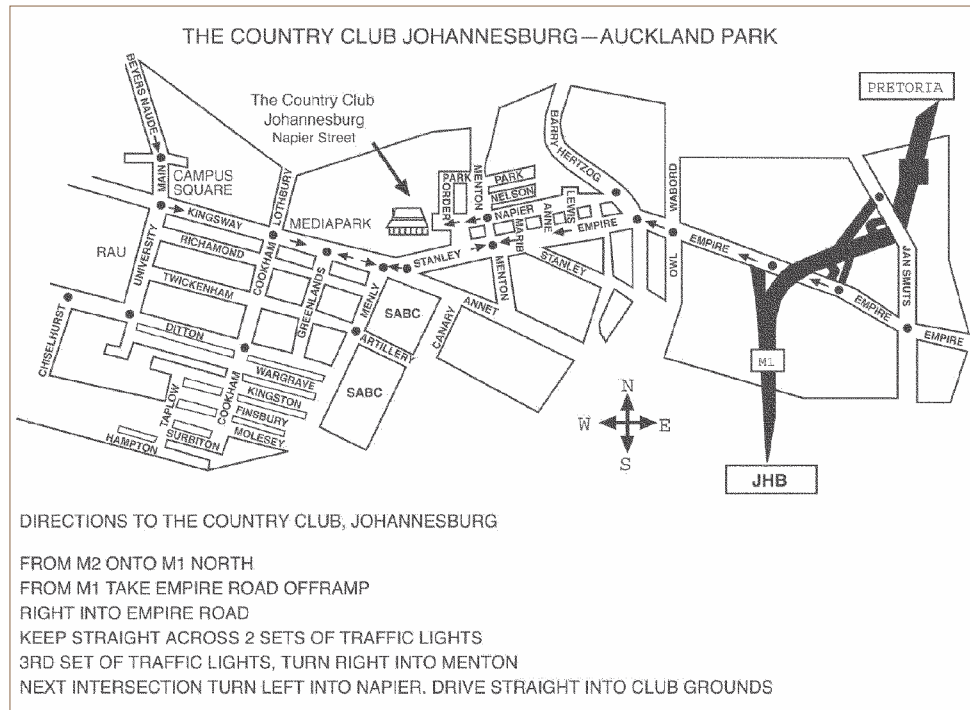 THE COUNTRY CLUB JOHANNESBURG—AUCKLAND PARK
PRETORIA
BEYERS NAUDE
The Country Club
Johannesburg
Napier Street
BARRY HERTZOG
MAIN
CAMPUS
SQUARE
LOTHBURY
PARK
MENTON
PARK
ORDER
NELSON
NAPIER
LEWIS
ANNE
MARIB
WABORD
KINGSWAY
MEDIAPARK
EMPIRE
EMPIRE
RAU
UNIVERSITY
RICHAMOND
COOKHAM
STANLEY
STANLEY
OWL
JAN SMUTS
TWICKENHAM
GREENLANDS
MENLY
MENTON
ANNET
SABC
CANARY
EMPIRE
EMPIRE
CHISELHURST
DITTON
ARTILLERY
M1
WARGRAVE
KINGSTON
FINSBURY
MOLESEY
COOKHAM
TAPLOW
SURBITON
HAMPTON
SABC
N
W
E
S
JHB
DIRECTIONS TO THE COUNTRY CLUB, JOHANNESBURG
FROM M2 ONTO M1 NORTH
FROM M1 TAKE EMPIRE ROAD OFFRAMP
RIGHT INTO EMPIRE ROAD
KEEP STRAIGHT ACROSS 2 SETS OF TRAFFIC LIGHTS
3RD SET OF TRAFFIC LIGHTS, TURN RIGHT INTO MENTON
NEXT INTERSECTION TURN LEFT INTO NAPIER. DRIVE STRAIGHT INTO CLUB GROUNDS